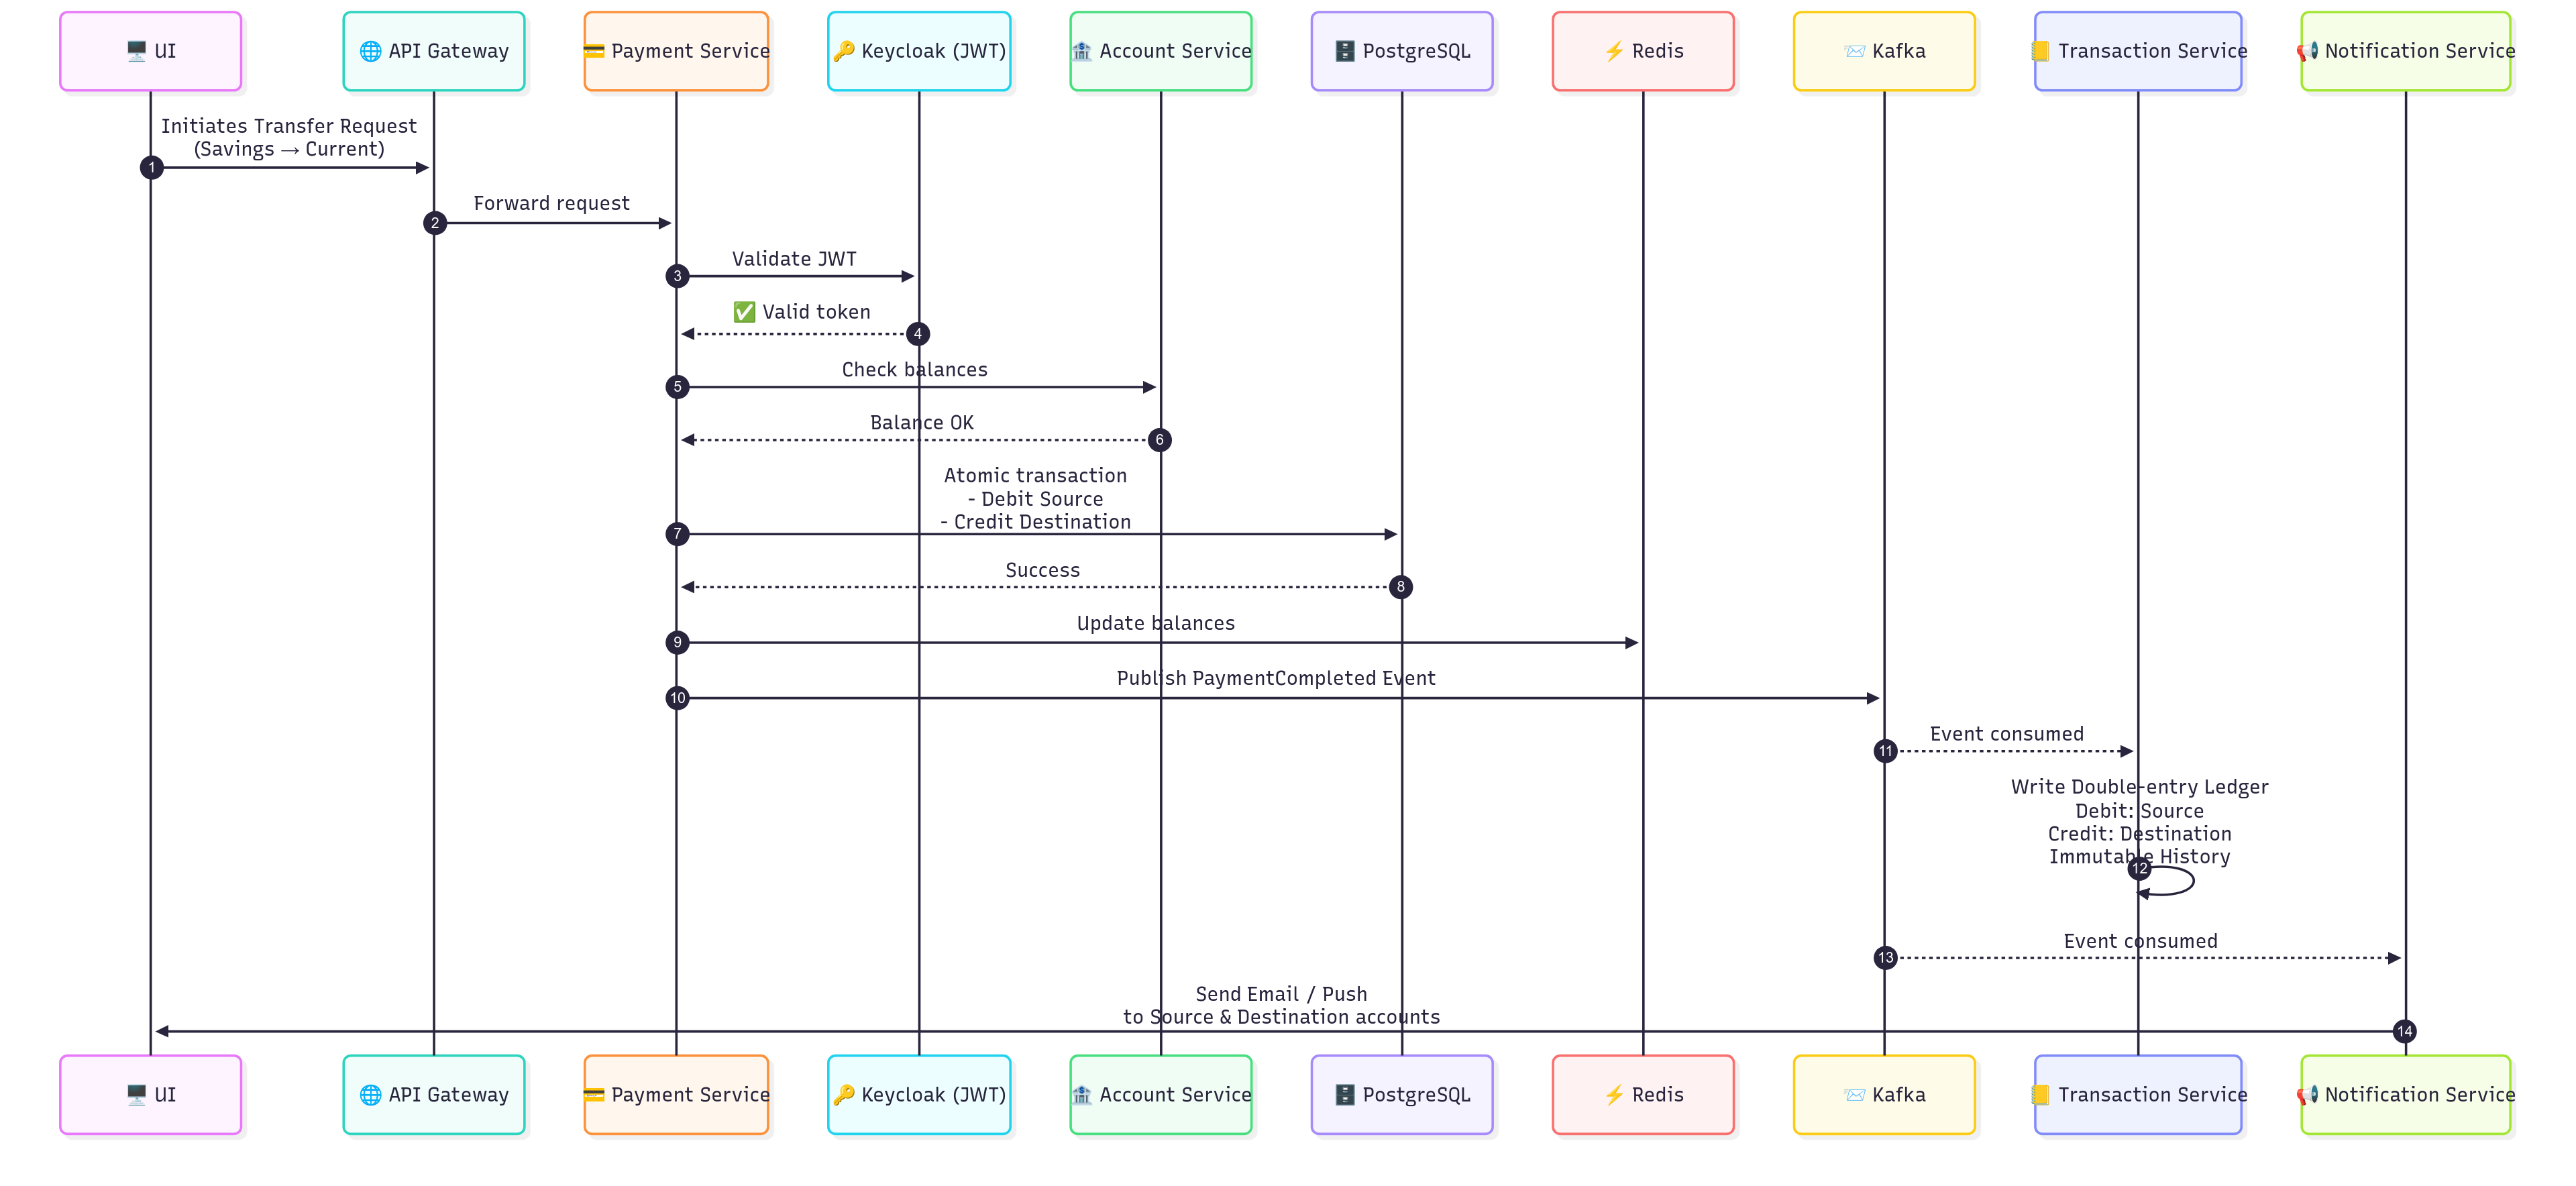 🖥️ UI
🌐 API Gateway
💳 Payment Service
🔑 Keycloak (JWT)
🏦 Account Service
🗄️ PostgreSQL
⚡ Redis
📨 Kafka
📒 Transaction Service
📢 Notification Service
Initiates Transfer Request
(Savings → Current)
1
Forward request
2
Validate JWT
3
✅ Valid token
4
Check balances
5
Balance OK
6
Atomic transaction
- Debit Source
- Credit Destination
7
Success
8
Update balances
9
Publish PaymentCompleted Event
10
Event consumed
11
Write Double-entry Ledger
Debit: Source
Credit: Destination
Immutable History
12
Event consumed
13
Send Email / Push
to Source & Destination accounts
14
🖥️ UI
🌐 API Gateway
💳 Payment Service
🔑 Keycloak (JWT)
🏦 Account Service
🗄️ PostgreSQL
⚡ Redis
📨 Kafka
📒 Transaction Service
📢 Notification Service